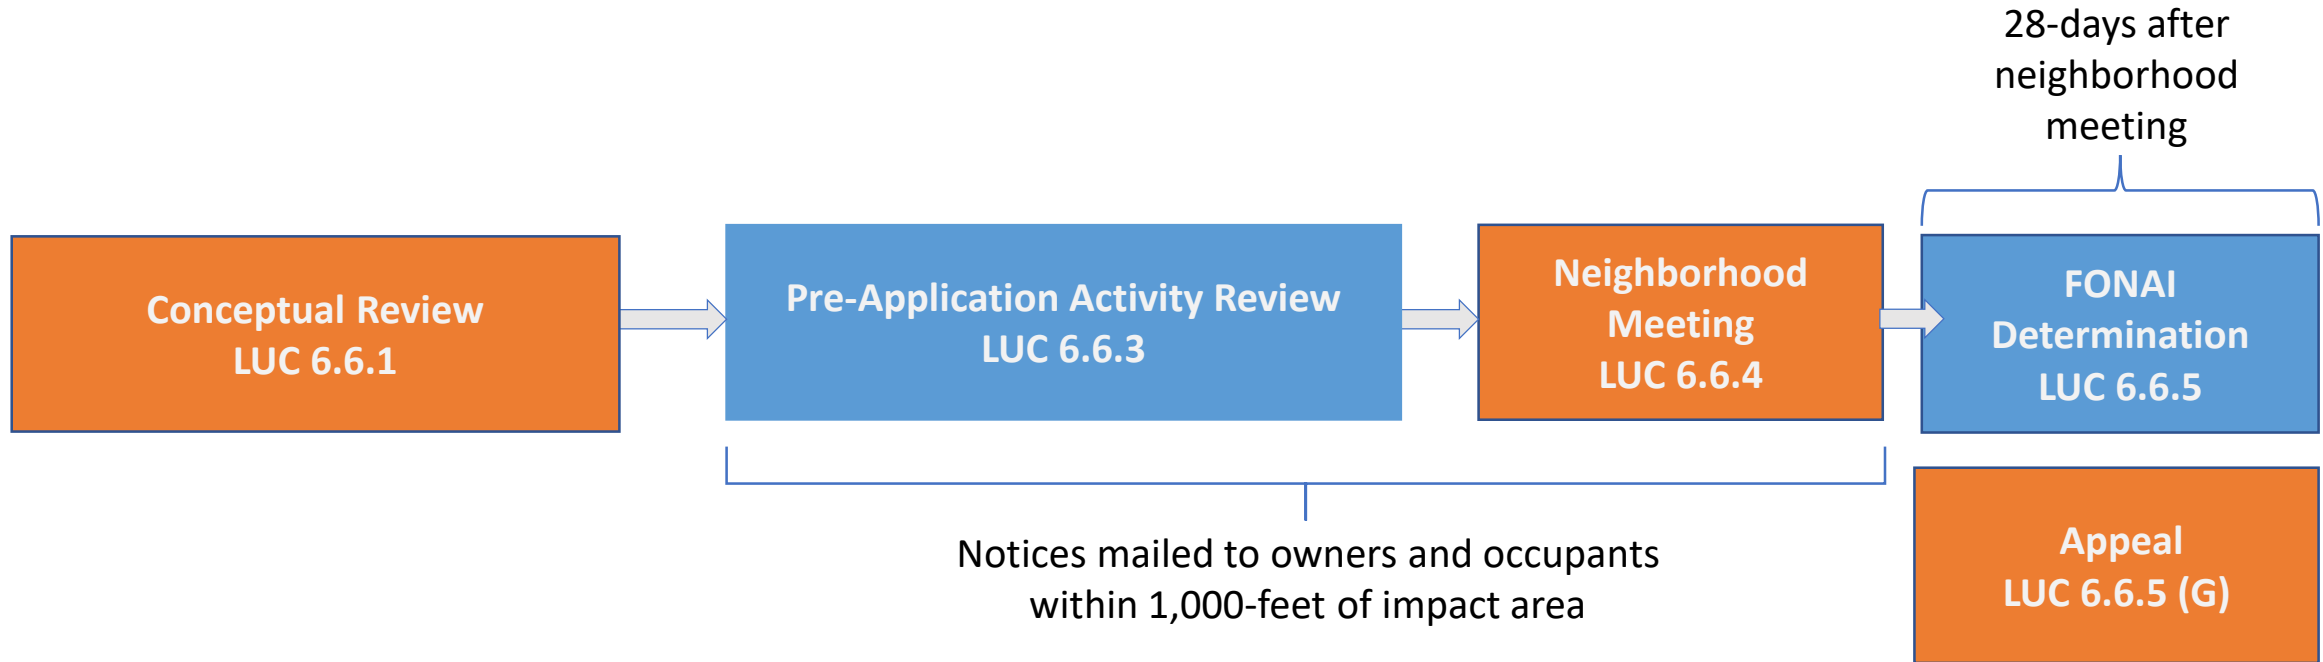 28-days after
neighborhood
meeting
Conceptual Review
LUC 6.6.1
Pre-Application Activity Review
LUC 6.6.3
Neighborhood
Meeting
LUC 6.6.4
FONAI
Determination
LUC 6.6.5
Notices mailed to owners and occupants
within 1,000-feet of impact area
Appeal
LUC 6.6.5 (G)